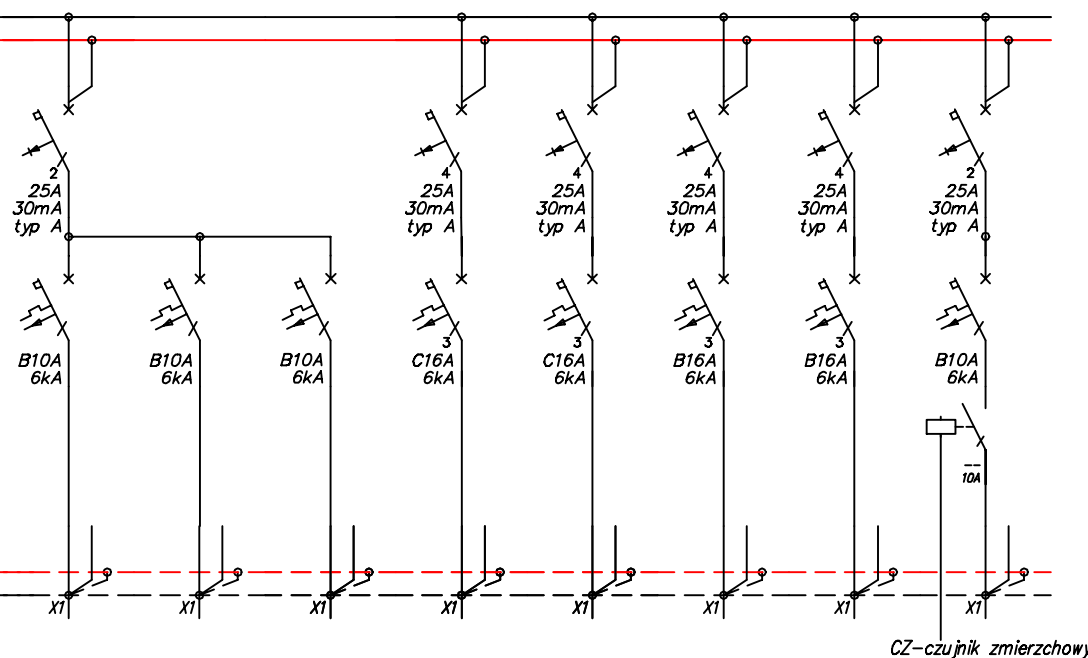 2 4 4 4 4 2
25A 25A 25A 25A 25A 25A
30mA 30mA 30mA 30mA 30mA 30mA
typ A typ A typ A typ A typ A typ A
3 3 3 3
B10A B10A B10A C16A C16A B16A B16A B10A
6kA 6kA 6kA 6kA 6kA 6kA 6kA 6kA
10A
X1 X1 X1 X1 X1 X1 X1 X1
CZ-czujnik zmierzchowy